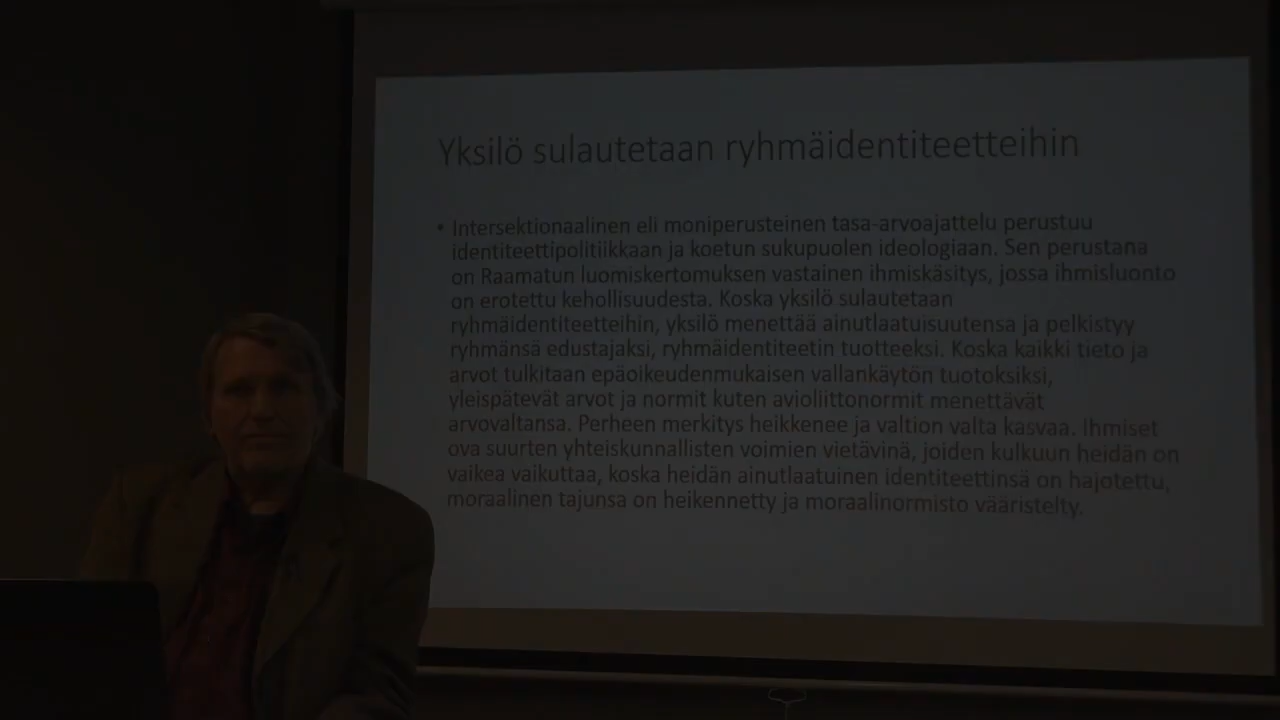 Yksilö sulautetaan ryhmäidentiteetteihin
• Intersektionaalinen eli moniperusteinen tasa-arvoajattelu perustuu
identiteettipolitiikkaan ja koetun sukupuolen ideologiaan. Sen perustana
on Raamatun luomiskertomuksen vastainen ihmiskäsitys, jossa ihmisluonto
on erotettu kehollisuudesta. Koska yksilö sulautetaan
ryhmäidentiteetteihin, yksilö menettää ainutlaatuisuutensa ja pelkistyy
ryhmänsä edustajaksi, ryhmäidentiteetin tuotteeksi. Koska kaikki tieto ja
arvot tulkitaan epäoikeudenmukaisen vallankäytön tuotoksiksi,
yleispätevät arvot ja normit kuten avioliittonormit menettävät
arvovaltansa. Perheen merkitys heikkenee ja valtion valta kasvaa. Ihmiset
ova suurten yhteiskunnallisten voimien vietävinä, joiden kulkuun heidän on
vaikea vaikuttaa, koska heidän ainutlaatuinen identiteettinsä on hajotettu,
moraalinen tajunsa on heikennetty ja moraalinormisto vääristelty.